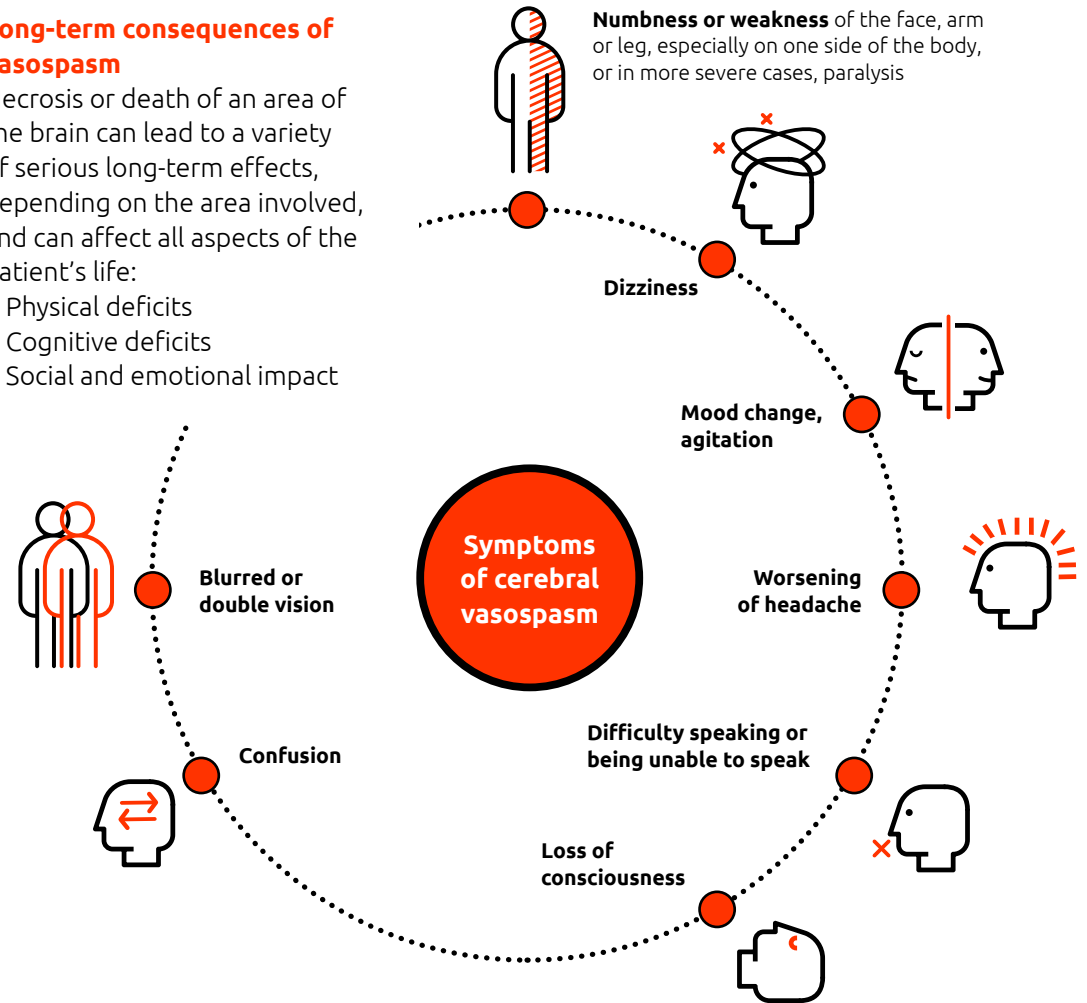 ong-term consequences of
asospasm
ecrosis or death of an area of
he brain can lead to a variety
f serious long-term effects,
epending on the area involved,
nd can affect all aspects of the
atient’s life:
Physical deficits
Cognitive deficits
Social and emotional impact
Numbness or weakness of the face, arm
or leg, especially on one side of the body,
or in more severe cases, paralysis
Dizziness
Mood change,
agitation
Worsening
of headache
Difficulty speaking or
being unable to speak
Loss of
consciousness
Confusion
Blurred or
double vision
Symptoms
of cerebral
vasospasm